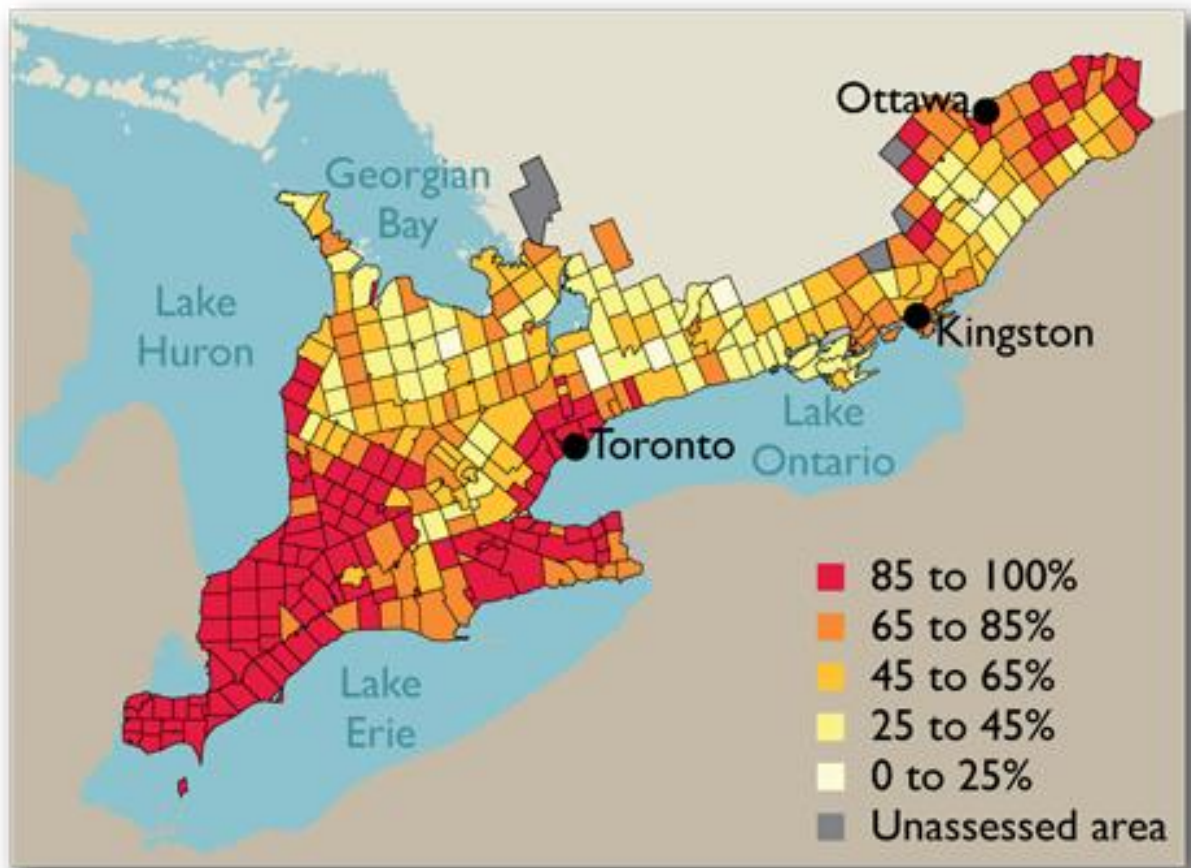 Ottawa
Georgian
Bay
Lake
Huron
Kingston
Lake
Ontario
Toronto
Lake
Erie
85 to 100%
65 to 85%
45 to 65%
25 to 45%
0 to 25%
Unassessed area